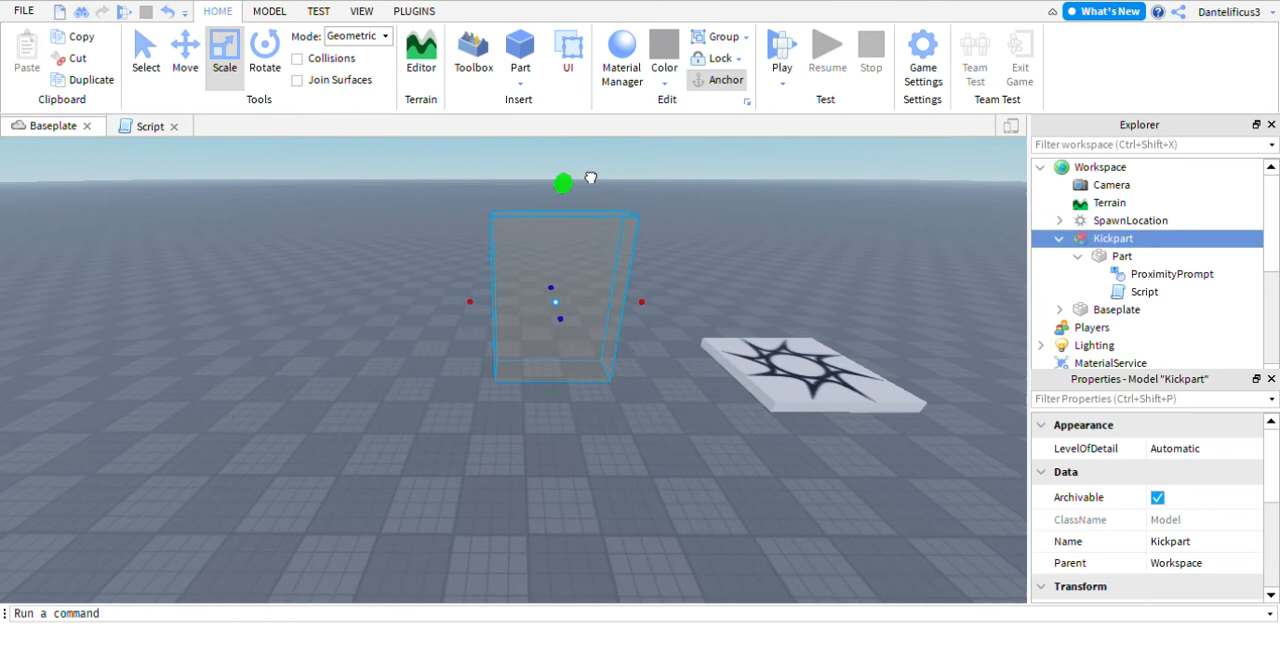 FILE HOME MODEL TEST VIEW PLUGINS What's New Dantelificus3
Paste Copy Cut Duplicate Clipboard
Select Move Scale Rotate Mode: Geometric Collisions Join Surfaces Tools
Editor Terrain
Toolbox Part UI Insert
Material Manager Color Group Lock Anchor Edit
Play Resume Stop Test
Game Settings Settings
Team Test Exit Game Team Test
Baseplate Script
Explorer
Filter workspace (Ctrl+Shift+X)
Workspace
Camera
Terrain
SpawnLocation
Kickpart
Part
ProximityPrompt
Script
Baseplate
Players
Lighting
MaterialService
Properties - Model "Kickpart"
Filter Properties (Ctrl+Shift+P)
Appearance
LevelOfDetail Automatic
Data
Archivable
ClassName Model
Name Kickpart
Parent Workspace
Transform
Run a command